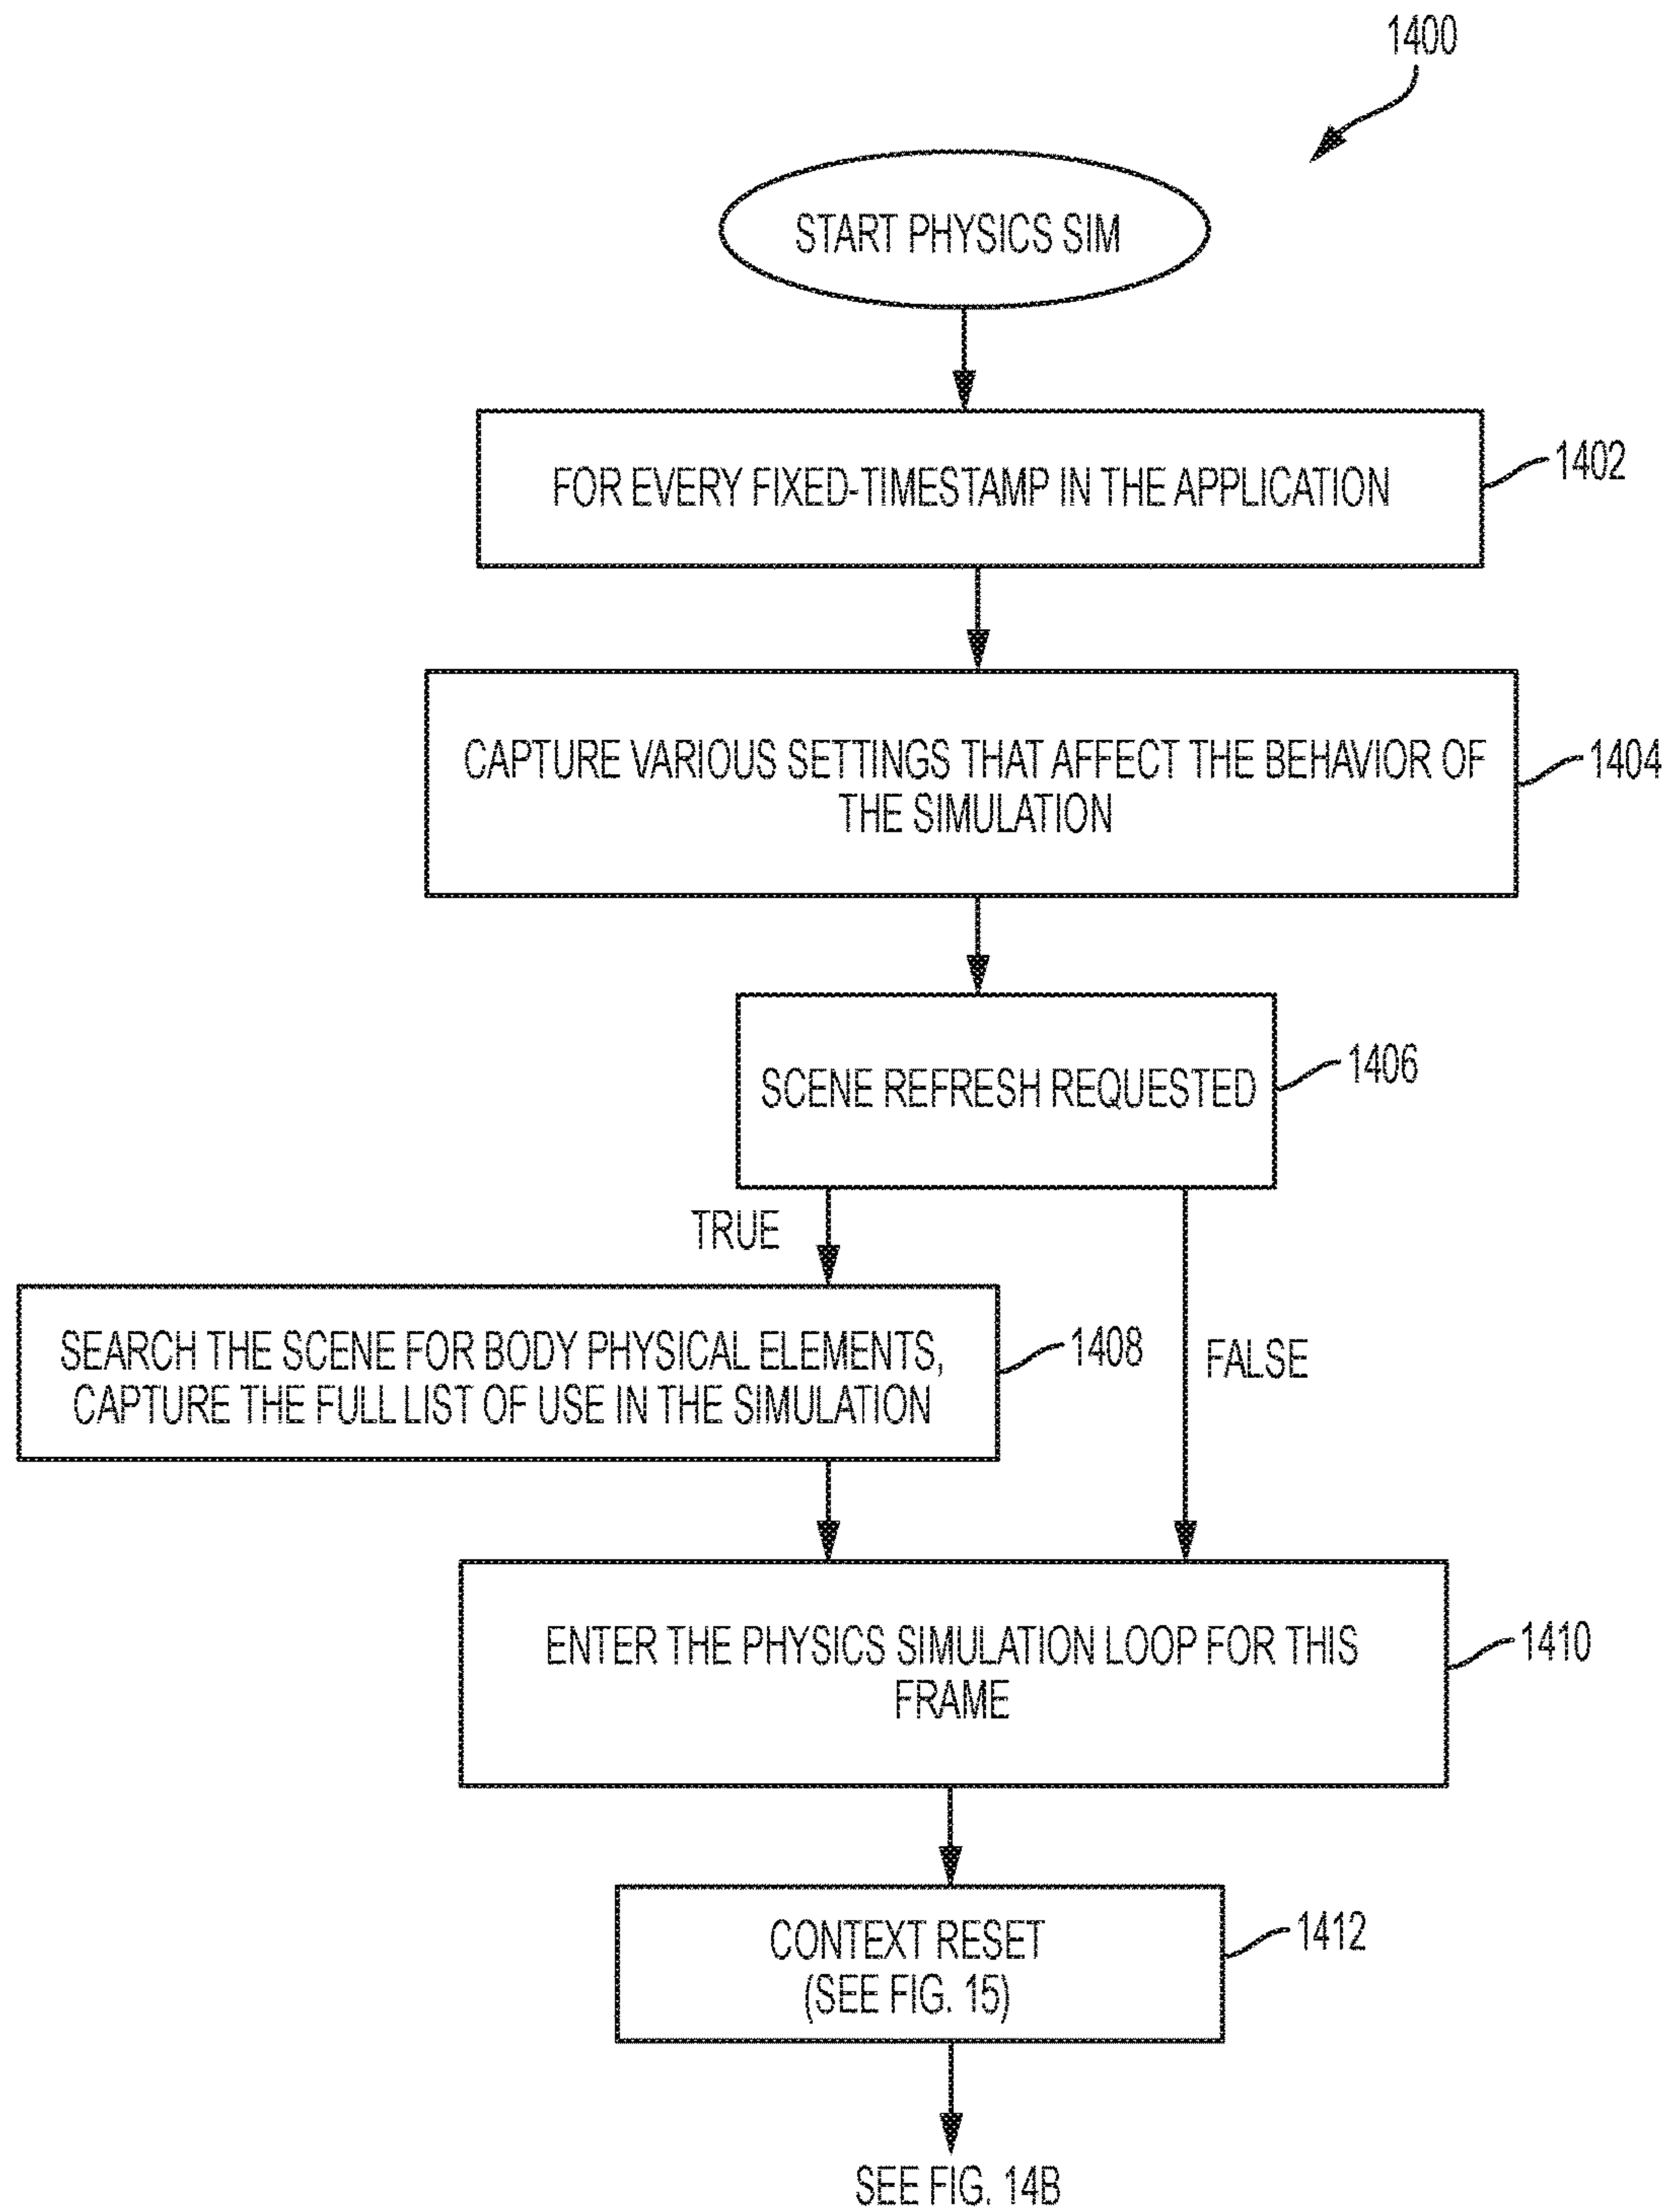 1400
START PHYSICS SIM
FOR EVERY FIXED-TIMESTAMP IN THE APPLICATION
1402
CAPTURE VARIOUS SETTINGS THAT AFFECT THE BEHAVIOR OF
THE SIMULATION
1404
SCENE REFRESH REQUESTED
1406
TRUE
FALSE
SEARCH THE SCENE FOR BODY PHYSICAL ELEMENTS,
CAPTURE THE FULL LIST OF USE IN THE SIMULATION
1408
ENTER THE PHYSICS SIMULATION LOOP FOR THIS
FRAME
1410
CONTEXT RESET
(SEE FIG. 15)
1412
SEE FIG. 14B